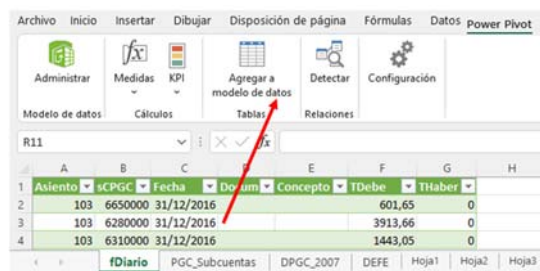 Archivo Inicio Insertar Dibujar Disposición de página Fórmulas Datos Power Pivot
Administrar Medidas KPI Agregar a modelo de datos Detectar Configuración
Modelo de datos Cálculos Tablas Relaciones
R11 fx
A B C D E F G H
1 Asiento sCPGC Fecha Docum Concepto TDebe THaber
2 103 6650000 31/12/2016 601,65 0
3 103 6280000 31/12/2016 3913,66 0
4 103 6310000 31/12/2016 1443,05 0
fDiario PGC_Subcuentas DPGC_2007 DEFE Hoja1 Hoja2 Hoja3